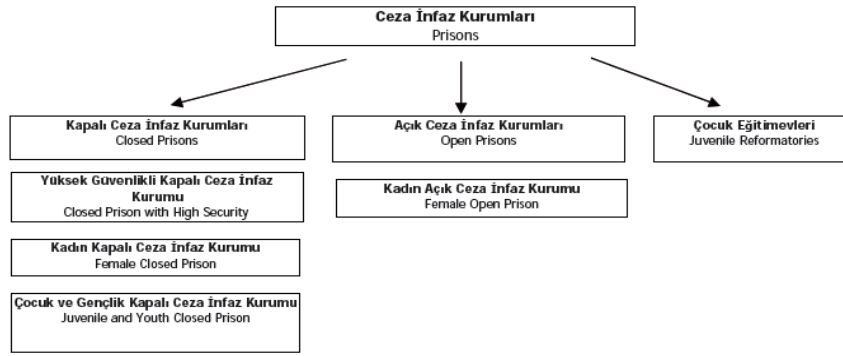 Ceza İnfaz Kurumları
Prisons
Kapalı Ceza İnfaz Kurumları
Closed Prisons
Açık Ceza İnfaz Kurumları
Open Prisons
Çocuk Eğitimevleri
Juvenile Reformatories
Yüksek Güvenlikli Kapalı Ceza İnfaz
Kurumu
Closed Prison with High Security
Kadın Açık Ceza İnfaz Kurumu
Female Open Prison
Kadın Kapalı Ceza İnfaz Kurumu
Female Closed Prison
Çocuk ve Gençlik Kapalı Ceza İnfaz Kurumu
Juvenile and Youth Closed Prison